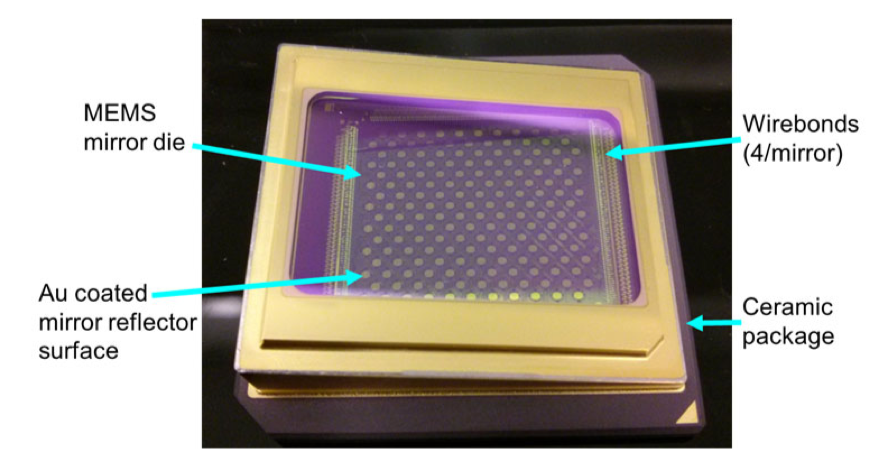 MEMS
mirror die
Au coated
mirror reflector
surface
Wirebonds
(4/mirror)
Ceramic
package